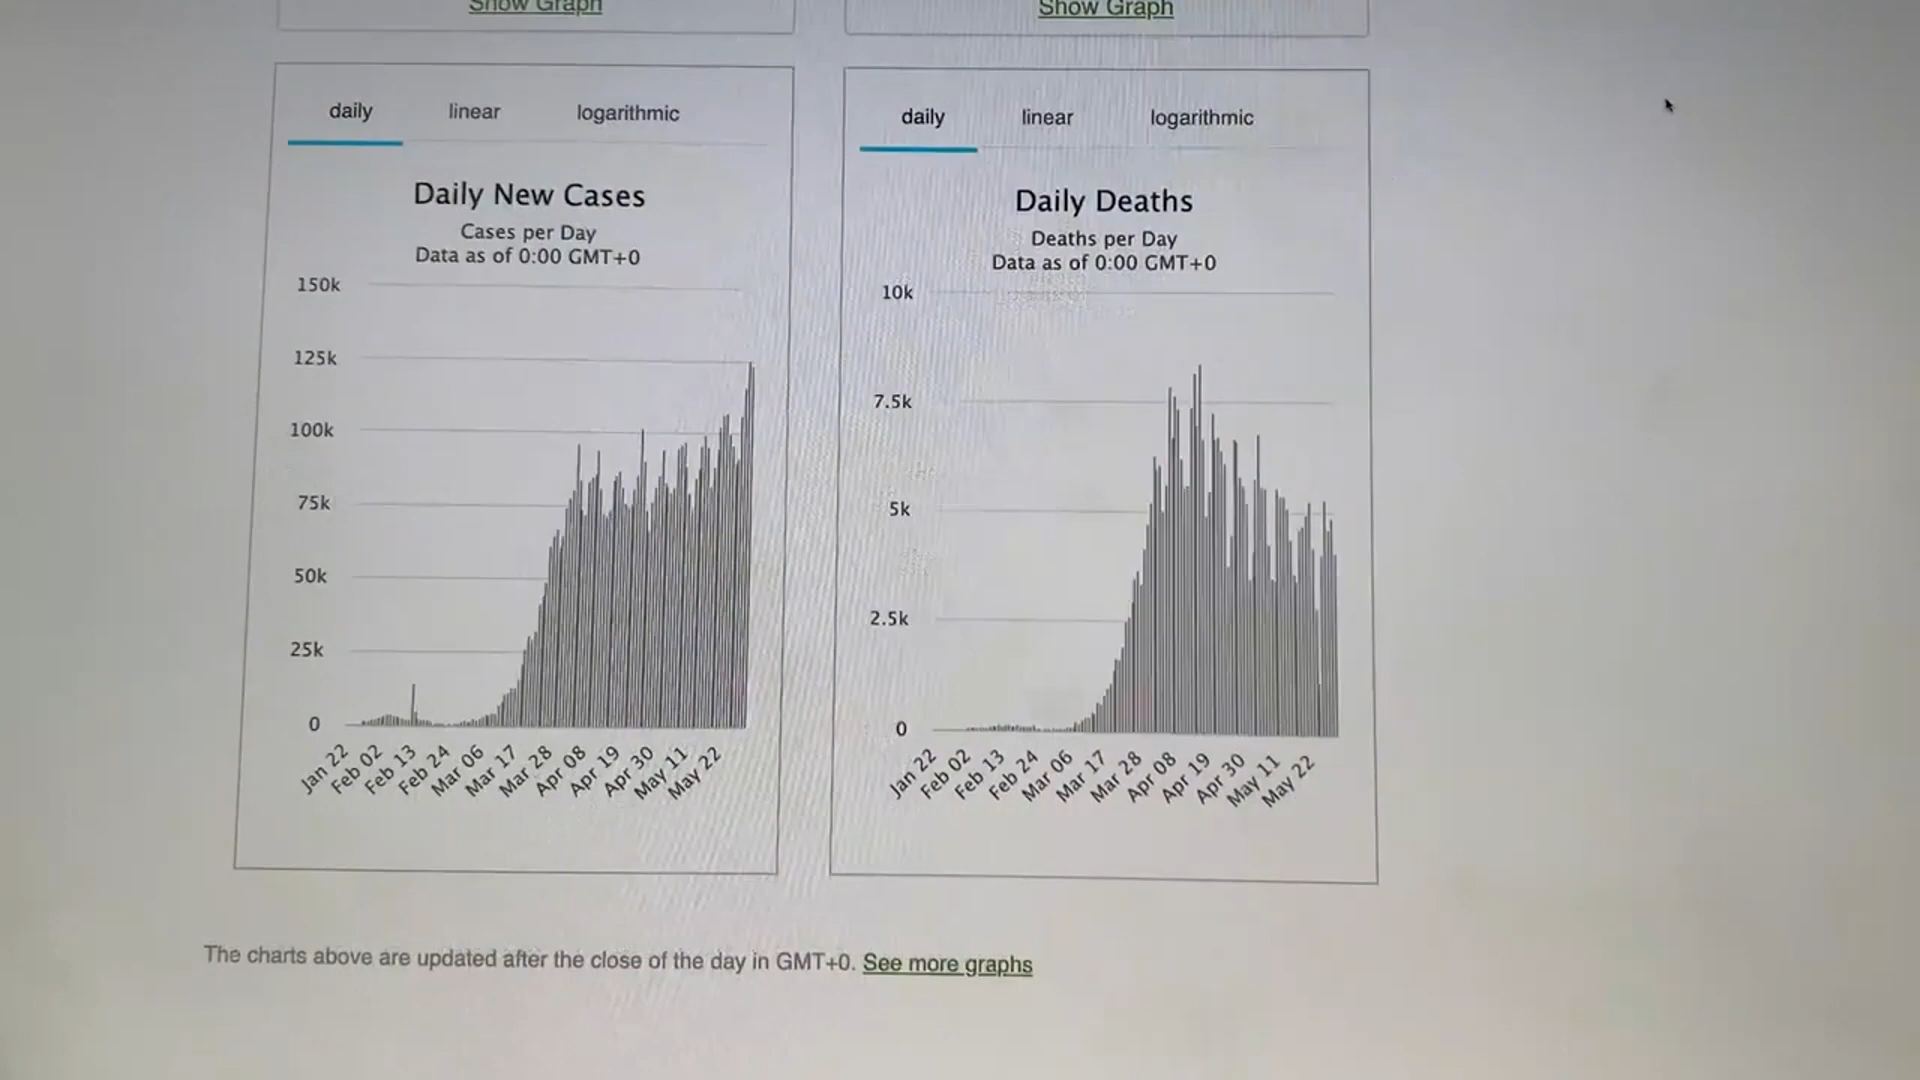 Show Graph
Show Graph
daily linear logarithmic
Daily New Cases
Cases per Day
Data as of 0:00 GMT+0
150k
125k
100k
75k
50k
25k
0
Jan 22
Feb 02
Feb 13
Feb 24
Mar 06
Mar 17
Mar 28
Apr 08
Apr 19
Apr 30
May 11
May 22
daily linear logarithmic
Daily Deaths
Deaths per Day
Data as of 0:00 GMT+0
10k
7.5k
5k
2.5k
0
Jan 22
Feb 02
Feb 13
Feb 24
Mar 06
Mar 17
Mar 28
Apr 08
Apr 19
Apr 30
May 11
May 22
The charts above are updated after the close of the day in GMT+0. See more graphs